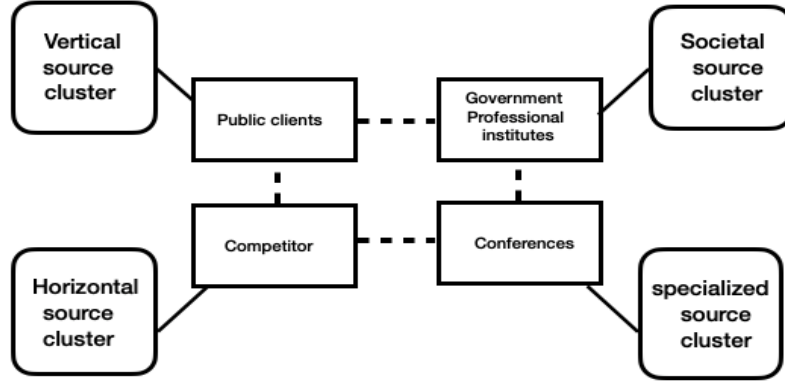 Vertical
source
cluster
Public clients
Government
Professional
institutes
Societal
source
cluster
Horizontal
source
cluster
Competitor
Conferences
specialized
source
cluster